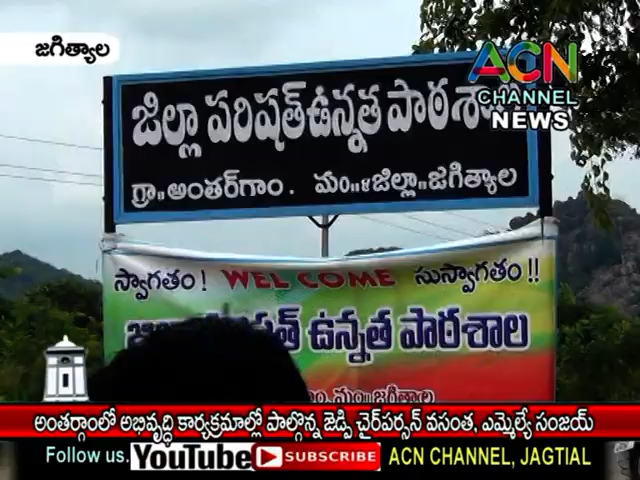 జగిత్యాల
ACN
CHANNEL
NEWS
జిల్లా పరిషత్ ఉన్నత పాఠశాల
గ్రా॥అంతర్‌గాం. మం॥&జిల్లా॥జగిత్యాల
స్వాగతం! WEL COME సుస్వాగతం!!
ఉన్నత పాఠశాల
అంతర్గాంలో అభివృద్ధి కార్యక్రమాల్లో పాల్గొన్న జెడ్పి చైర్‌పర్సన్ వసంత, ఎమ్మెల్యే సంజయ్
Follow us. YouTube SUBSCRIBE ACN CHANNEL, JAGTIAL